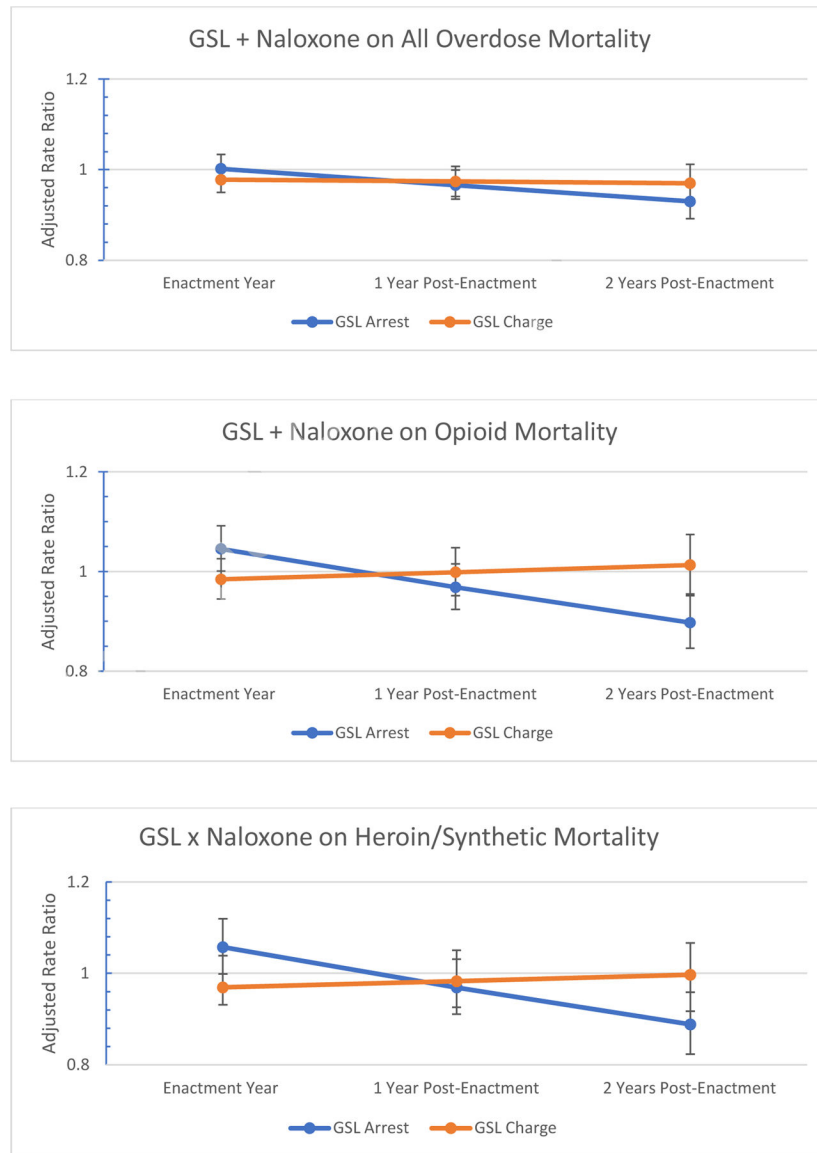 GSL + Naloxone on All Overdose Mortality
Adjusted Rate Ratio
1.2
1
0.8
Enactment Year 1 Year Post-Enactment 2 Years Post-Enactment
GSL Arrest GSL Charge
GSL + Naloxone on Opioid Mortality
Adjusted Rate Ratio
1.2
1
0.8
Enactment Year 1 Year Post-Enactment 2 Years Post-Enactment
GSL Arrest GSL Charge
GSL x Naloxone on Heroin/Synthetic Mortality
Adjusted Rate Ratio
1.2
1
0.8
Enactment Year 1 Year Post-Enactment 2 Years Post-Enactment
GSL Arrest GSL Charge